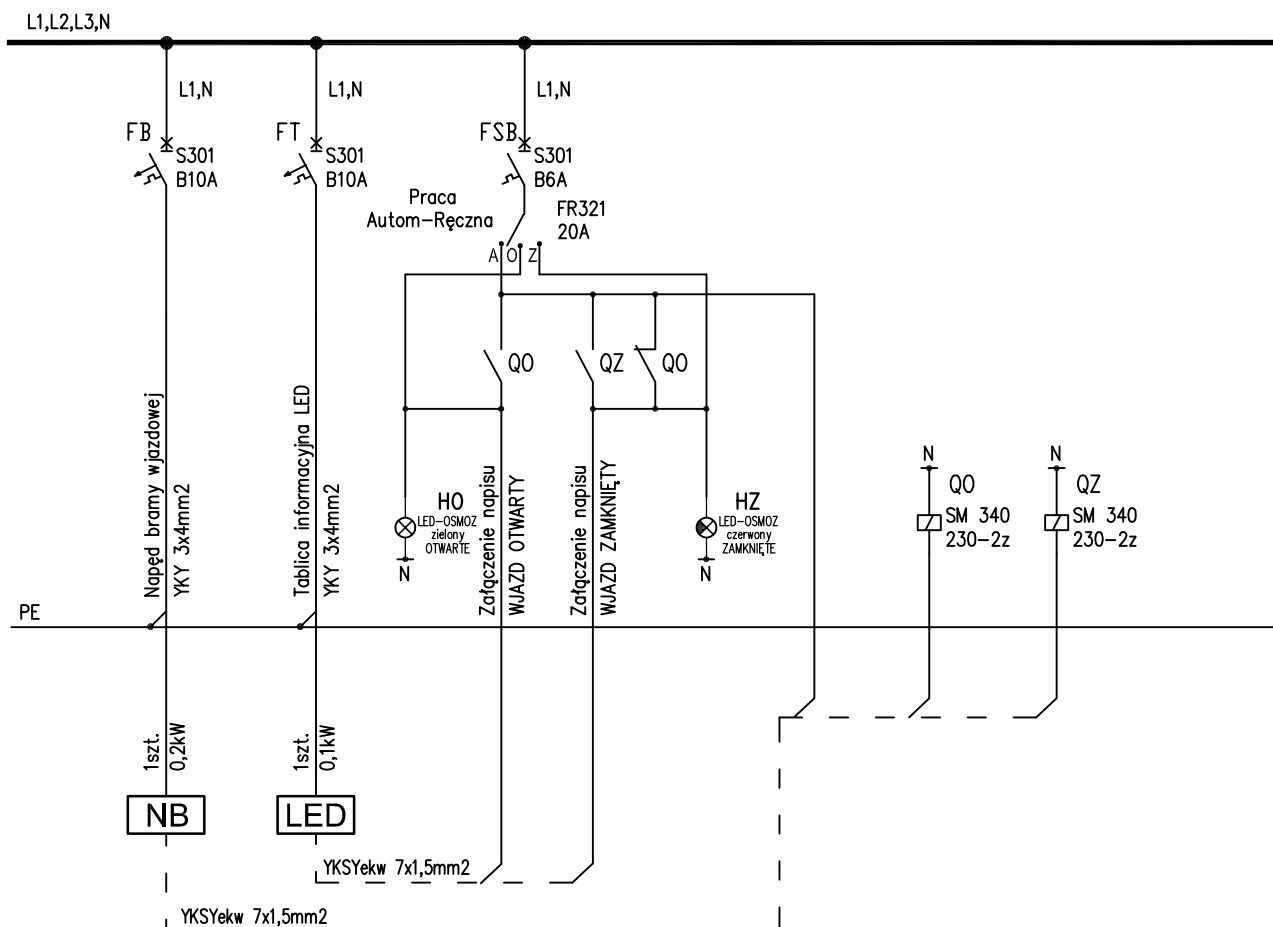 L1,L2,L3,N
L1,N
L1,N
L1,N
FB
S301
B10A
FT
S301
B10A
FSB
S301
B6A
Praca
Autom-Ręczna
FR321
20A
A O Z
QO
QZ
QO
Napęd bramy wjazdowej
YKY 3x4mm2
Tablica informacyjna LED
YKY 3x4mm2
HO
LED-OSMOZ
zielony
OTWARTE
N
Załączenie napisu
WJAZD OTWARTY
Załączenie napisu
WJAZD ZAMKNIĘTY
HZ
LED-OSMOZ
czerwony
ZAMKNIĘTE
N
N
QO
SM 340
230-2z
N
QZ
SM 340
230-2z
PE
1szt.
0,2kW
1szt.
0,1kW
NB
LED
YKSYekw 7x1,5mm2
YKSYekw 7x1,5mm2